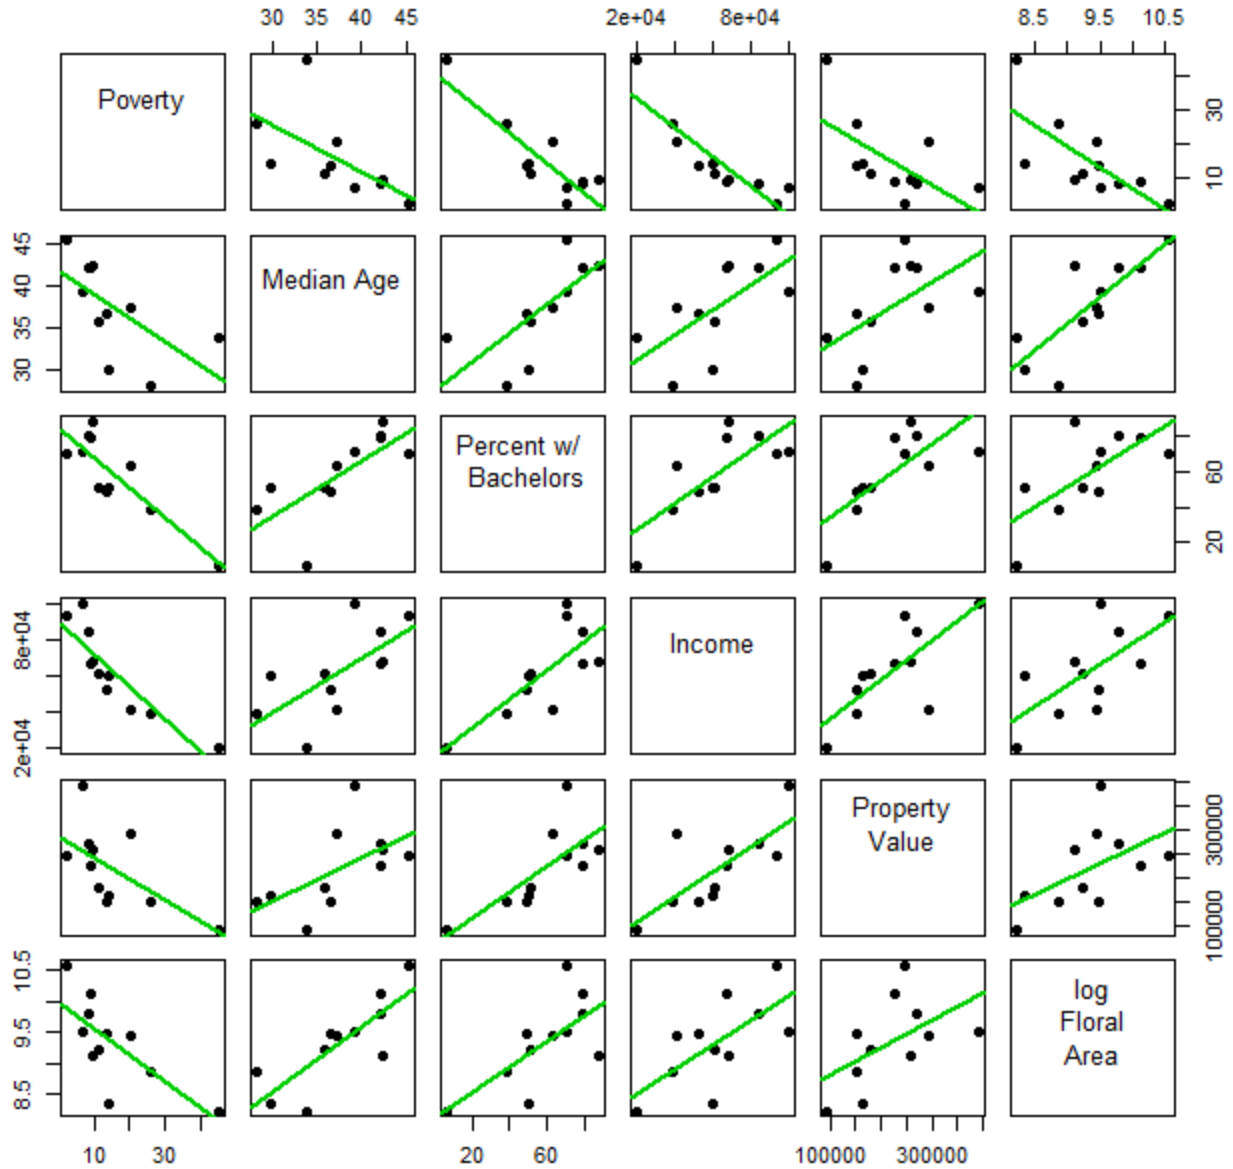 30 35 40 45 2e+04 8e+04 8.5 9.5 10.5
Poverty
10 30
30 35 40 45
Median Age
Percent w/
Bachelors
20 60
2e+04 8e+04
Income
Property
Value
100000 300000
8.5 9.5 10.5
log
Floral
Area
10 30 20 60 100000 300000